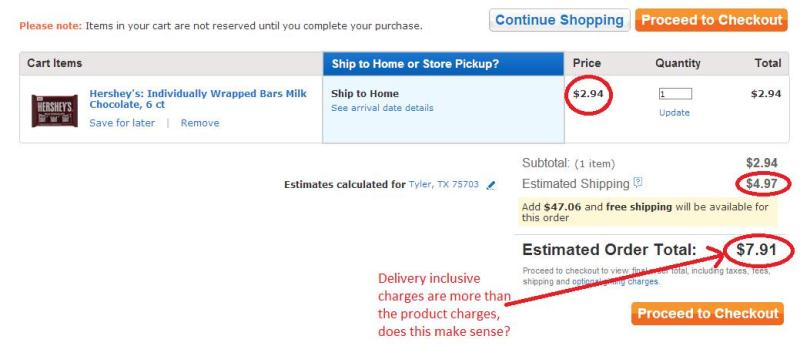 Continue Shopping
Proceed to Checkout
Please note: Items in your cart are not reserved until you complete your purchase.
Cart Items
Ship to Home or Store Pickup?
Price
Quantity
Total
Hershey's: Individually Wrapped Bars Milk
Chocolate, 6 ct
HERSHEY'S
Save for later | Remove
Ship to Home
See arrival date details
$2.94
1
Update
$2.94
Subtotal: (1 item) $2.94
Estimates calculated for Tyler, TX 75703
Estimated Shipping ? $4.97
Add $47.06 and free shipping will be available for
this order
Estimated Order Total: $7.91
Proceed to checkout to view final order total, including taxes, fees,
shipping and optional gifting charges.
Delivery inclusive
charges are more than
the product charges,
does this make sense?
Proceed to Checkout